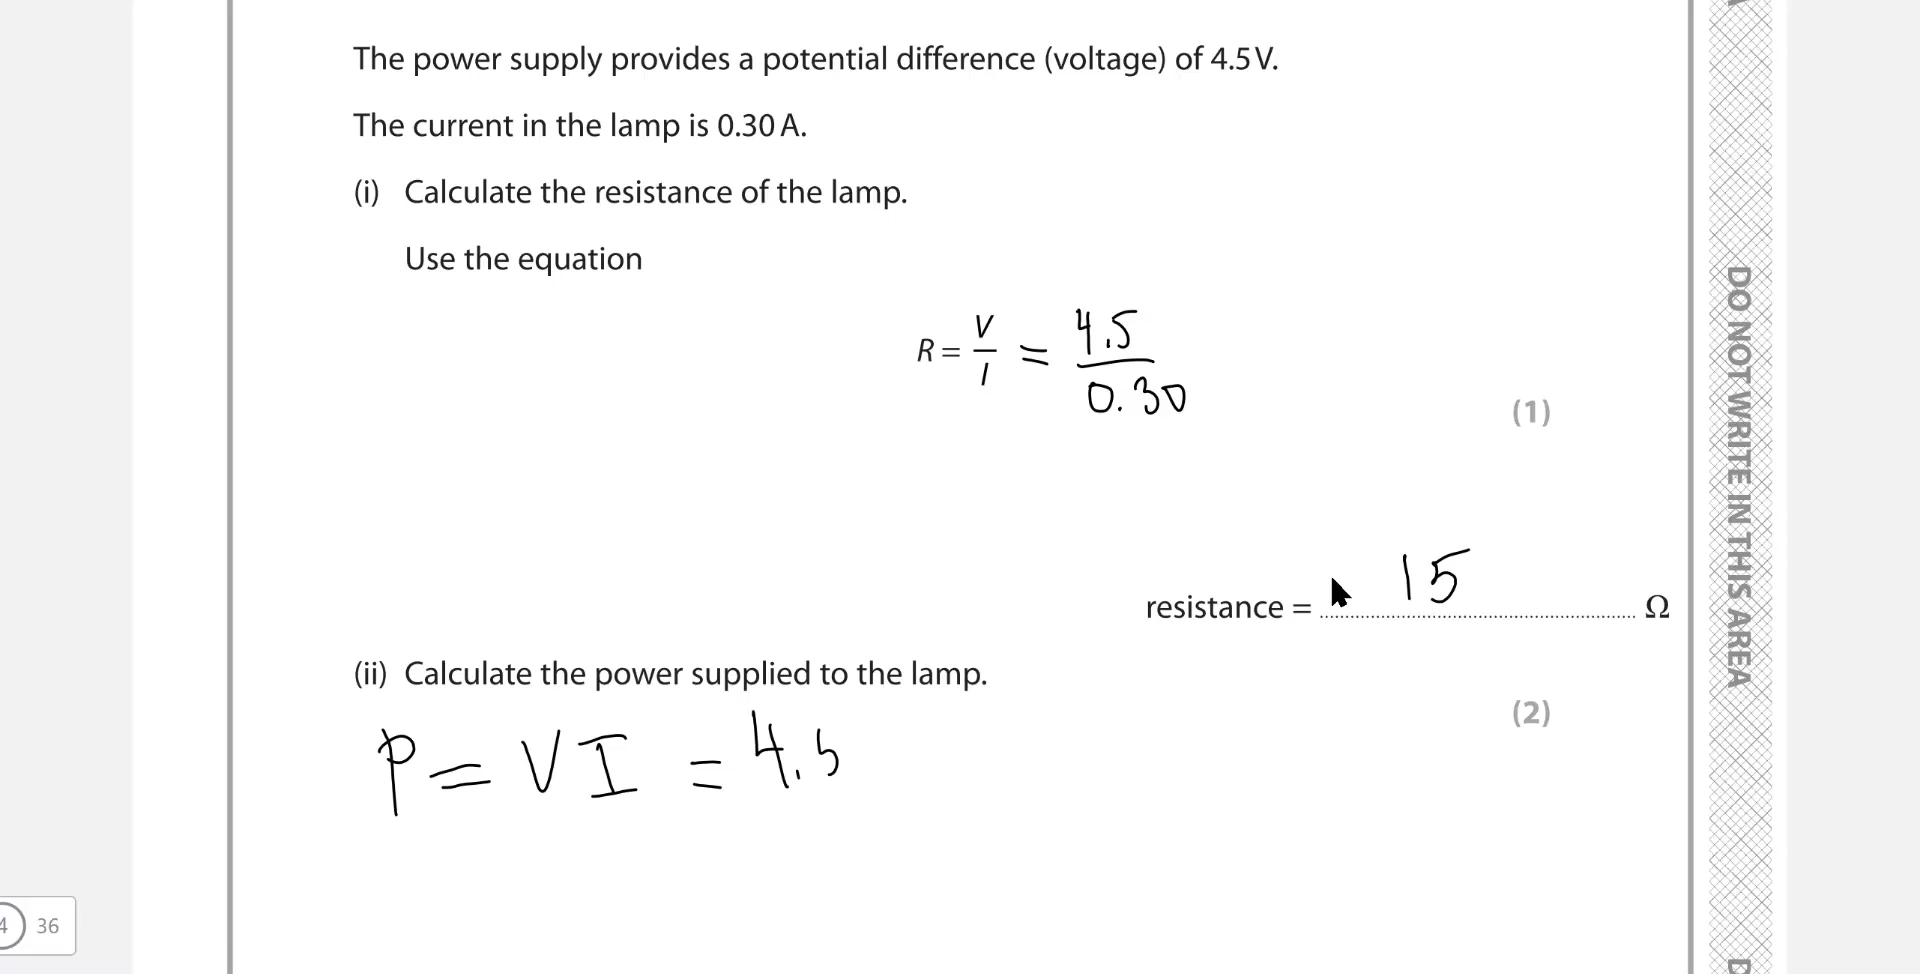 The power supply provides a potential difference (voltage) of 4.5 V.
The current in the lamp is 0.30 A.
(i) Calculate the resistance of the lamp.
Use the equation
R = V/I = 4.5/0.30
(1)
resistance = 15 Ω
(ii) Calculate the power supplied to the lamp.
(2)
P = VI = 4.5
DO NOT WRITE IN THIS AREA
4 36